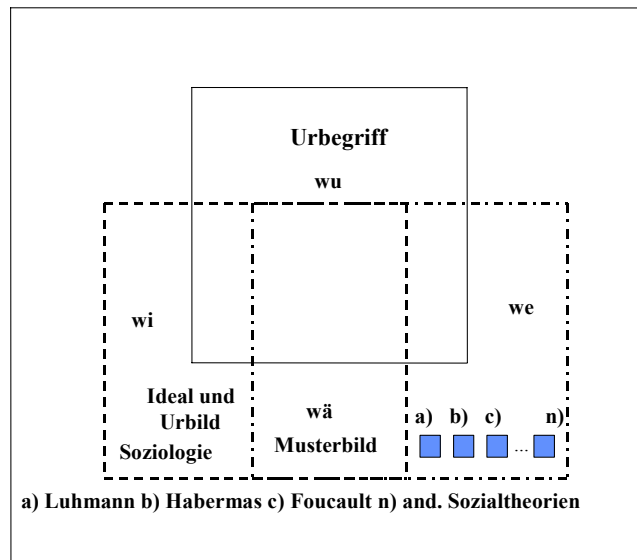 Urbegriff
wu
wi
we
Ideal und
Urbild
Soziologie
wä
Musterbild
a) b) c) n)
...
a) Luhmann b) Habermas c) Foucault n) and. Sozialtheorien